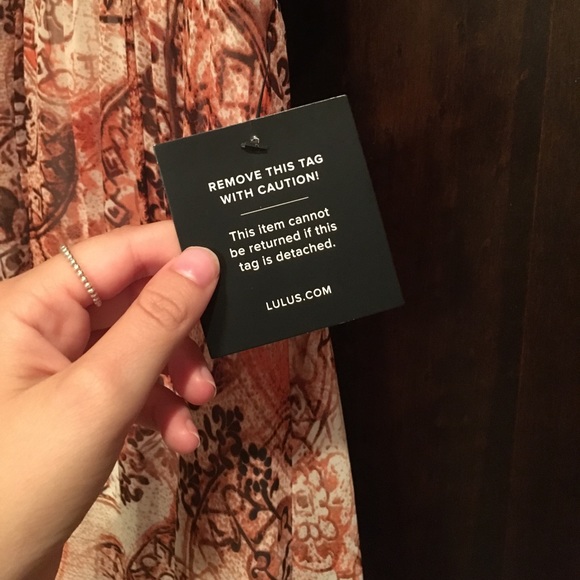 REMOVE THIS TAG
WITH CAUTION!
This item cannot
be returned if this
tag is detached.
LULUS.COM